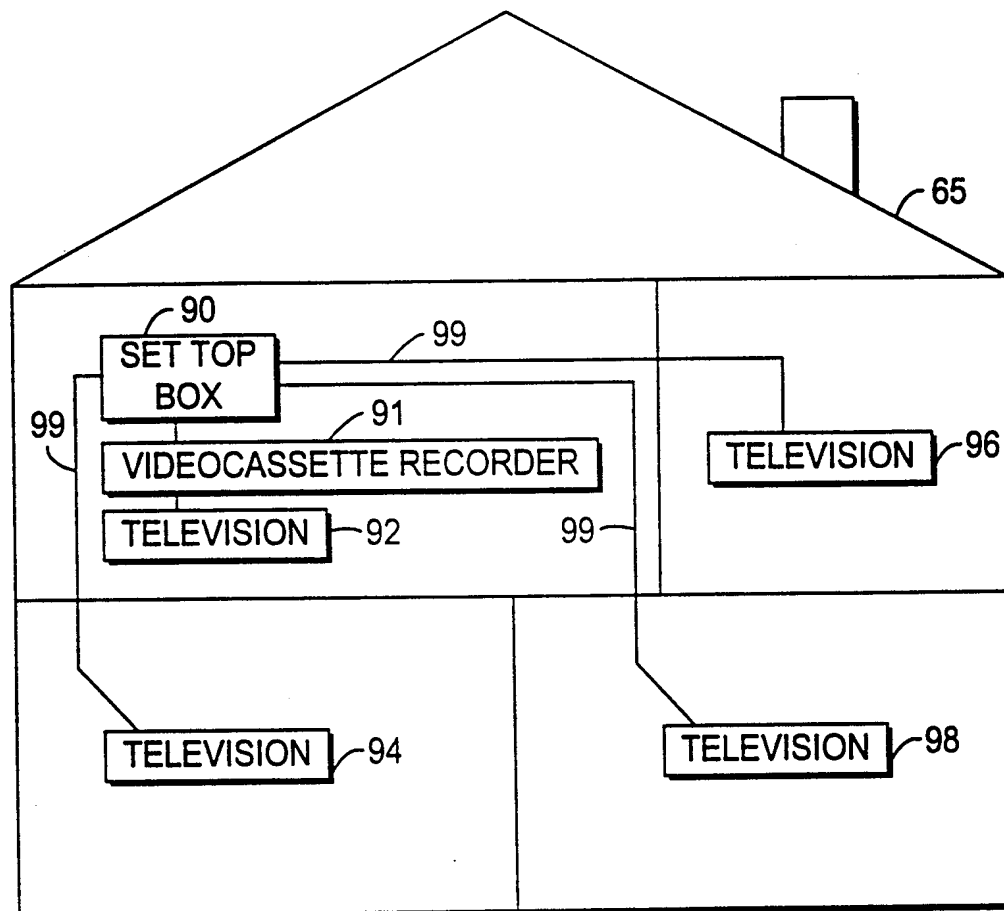 65
90
SET TOP
BOX
99
99
91
VIDEOCASSETTE RECORDER
TELEVISION
92
99
TELEVISION
96
TELEVISION
94
TELEVISION
98